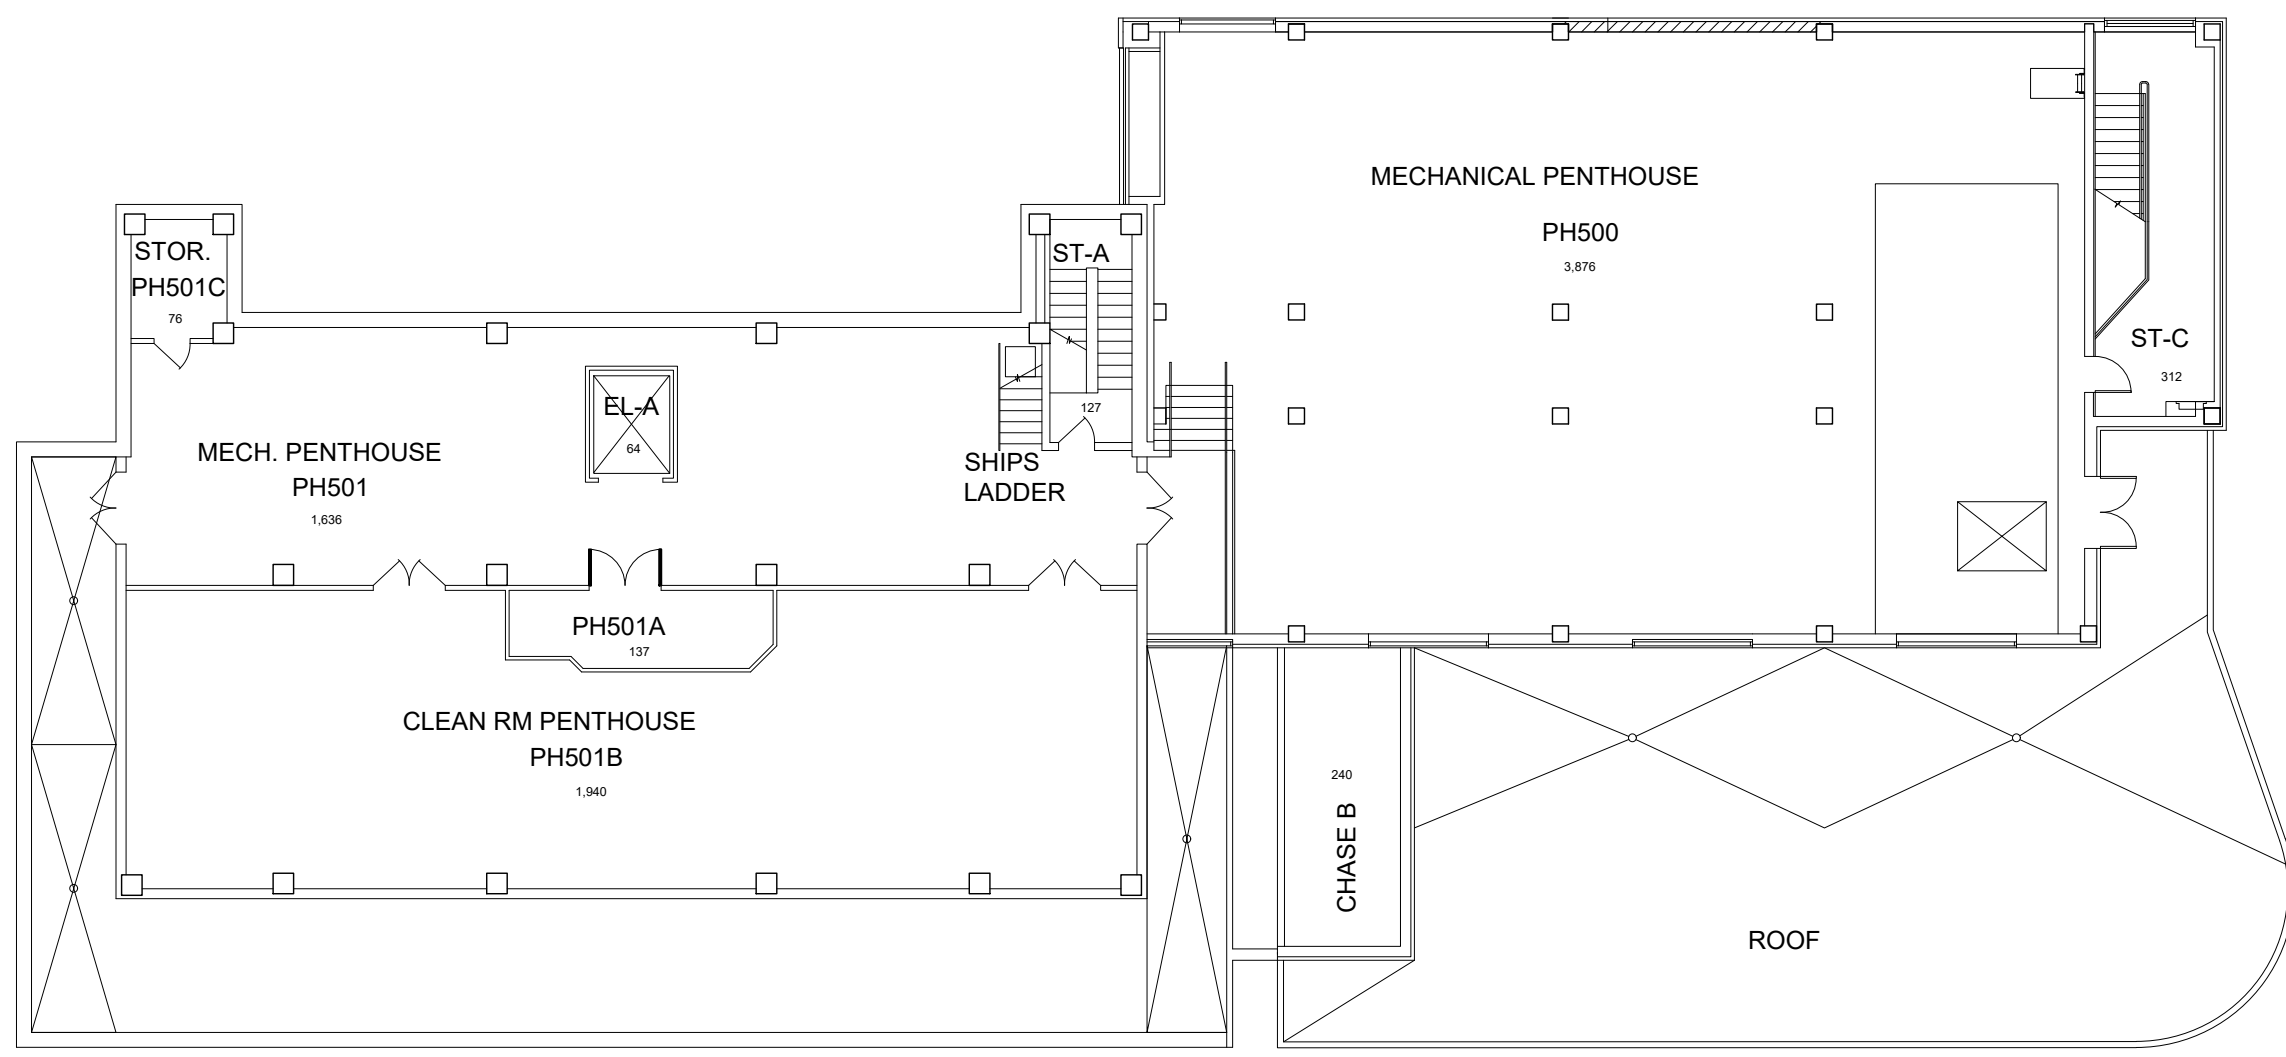 MECHANICAL PENTHOUSE
PH500
3,876
STOR.
PH501C
76
ST-A
127
ST-C
312
EL-A
64
MECH. PENTHOUSE
PH501
1,636
SHIPS
LADDER
PH501A
137
CLEAN RM PENTHOUSE
PH501B
1,940
240
CHASE B
ROOF